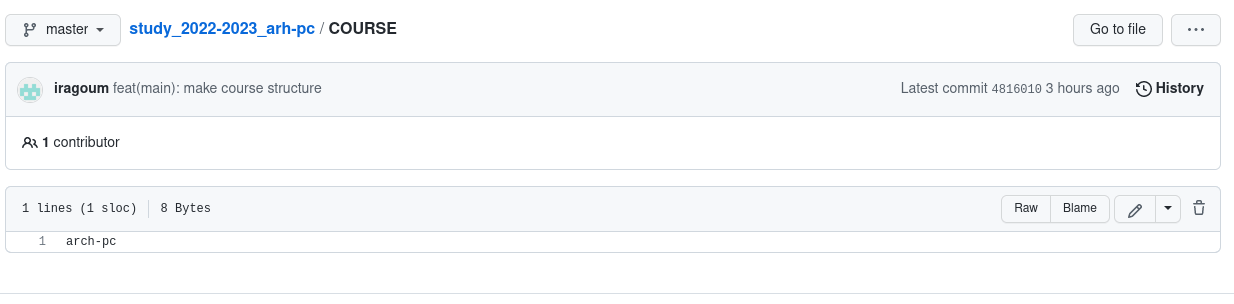 master study_2022-2023_arh-pc / COURSE Go to file ...
iragoum feat(main): make course structure Latest commit 4816010 3 hours ago History
1 contributor
1 lines (1 sloc) 8 Bytes Raw Blame
1 arch-pc